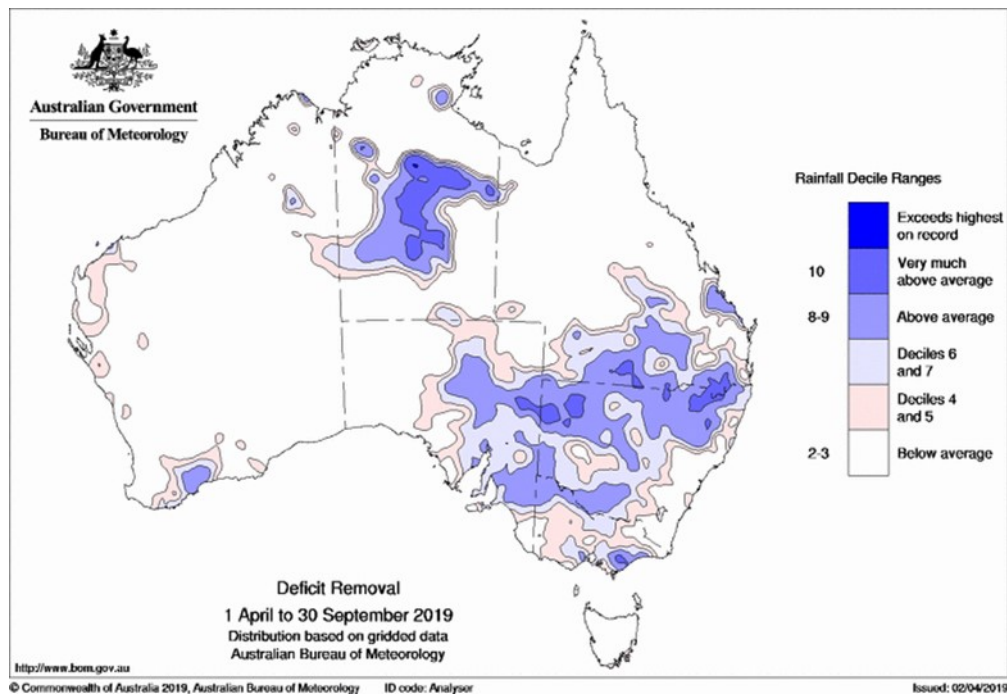 Australian Government
Bureau of Meteorology
Rainfall Decile Ranges
Exceeds highest
on record
10
Very much
above average
8-9
Above average
Deciles 6
and 7
Deciles 4
and 5
2-3
Below average
Deficit Removal
1 April to 30 September 2019
Distribution based on gridded data
Australian Bureau of Meteorology
http://www.bom.gov.au
© Commonwealth of Australia 2019, Australian Bureau of Meteorology ID code: Analyser Issued: 02/04/2019